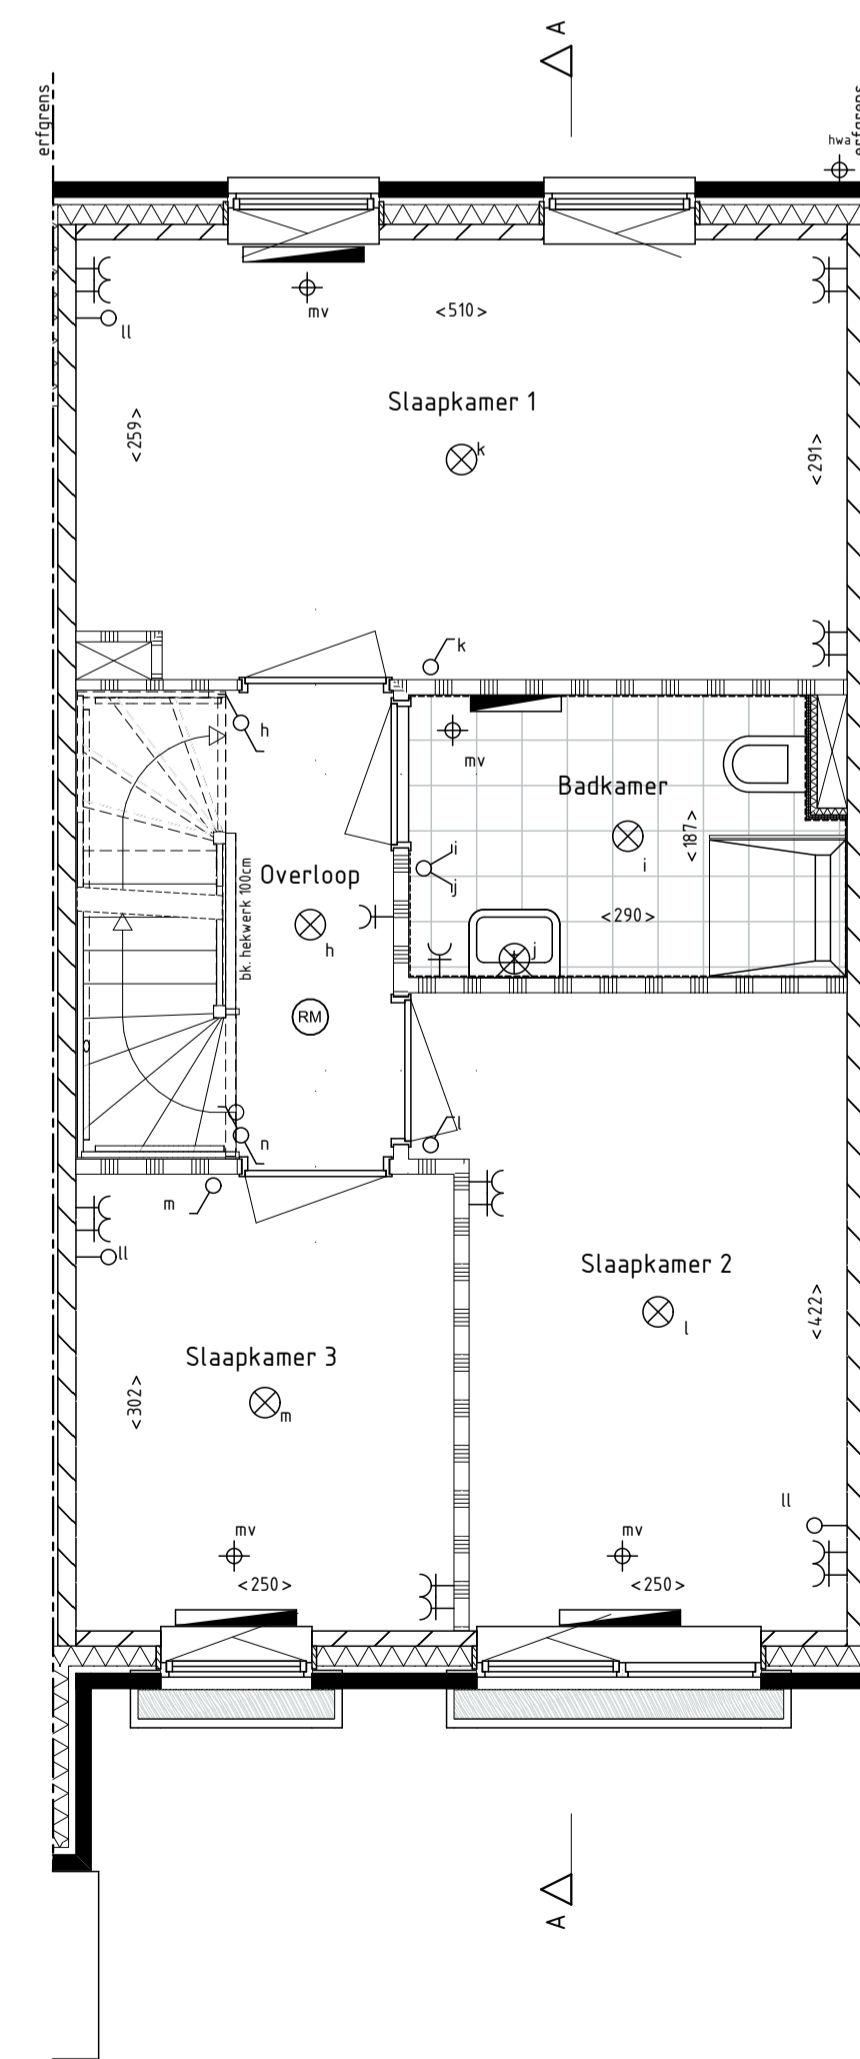 A
erfgrens
erfgrens
hwa
mv
<510>
ll
Slaapkamer 1
<259>
k
<291>
k
h
mv
Badkamer
<187>
i
j
i
Overloop
bk. hekwerk 100cm
h
<290>
j
RM
n
l
m
ll
Slaapkamer 2
l
<422>
Slaapkamer 3
<302>
m
ll
mv
mv
<250>
<250>
A